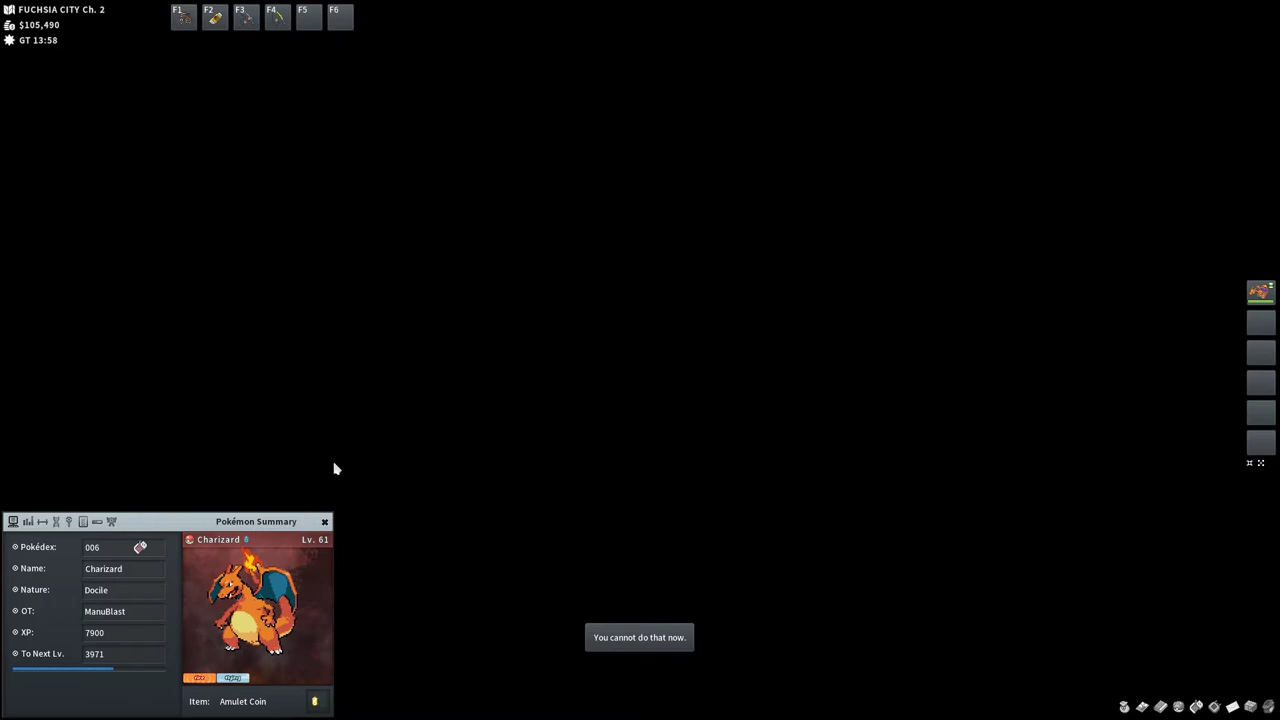 FUCHSIA CITY Ch. 2
$105,490
GT 13:58
F1 F2 F3 F4 F5 F6
Pokémon Summary
Pokédex: 006
Name: Charizard
Nature: Docile
OT: ManuBlast
XP: 7900
To Next Lv. 3971
Charizard Lv. 61
fire flying
Item: Amulet Coin
You cannot do that now.